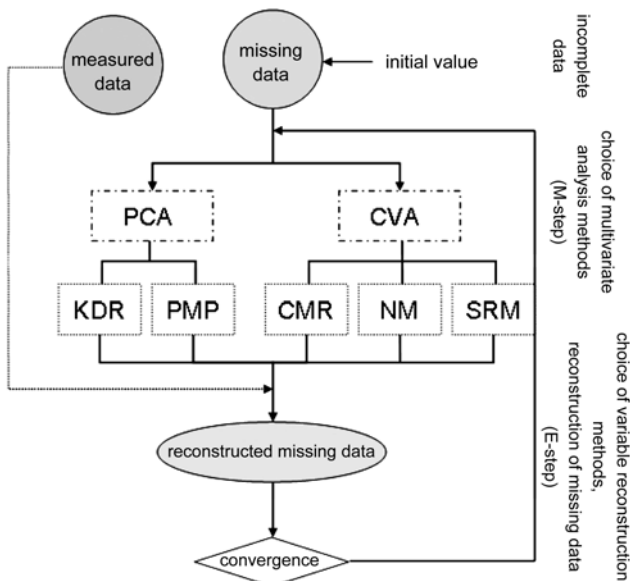 measured
data
missing
data
initial value
incomplete
data
choice of multivariate
analysis methods
(M-step)
PCA
CVA
KDR
PMP
CMR
NM
SRM
choice of variable reconstruction
methods,
reconstruction of missing data
(E-step)
reconstructed missing data
convergence